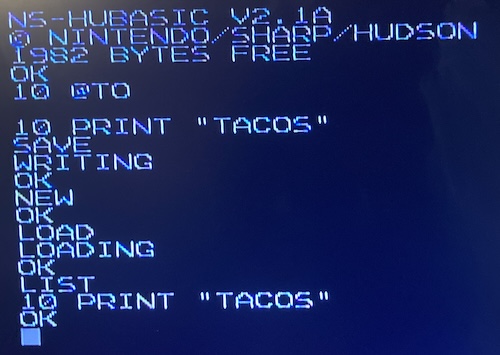 NS-HUBASIC V2.1A
© NINTENDO/SHARP/HUDSON
1982 BYTES FREE
OK
10 @TO
10 PRINT "TACOS"
SAVE
WRITING
OK
NEW
OK
LOAD
LOADING
OK
LIST
10 PRINT "TACOS"
OK